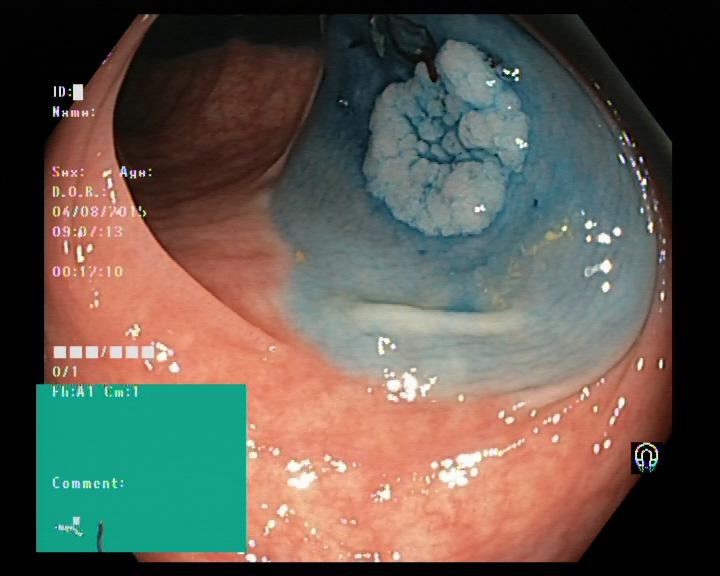 ID:
Name:
Sex: Age:
D.O.B.:
04/08/2015
09:07:13
00:12:10
0/1
Ph:A1 Cm:1
Comment: